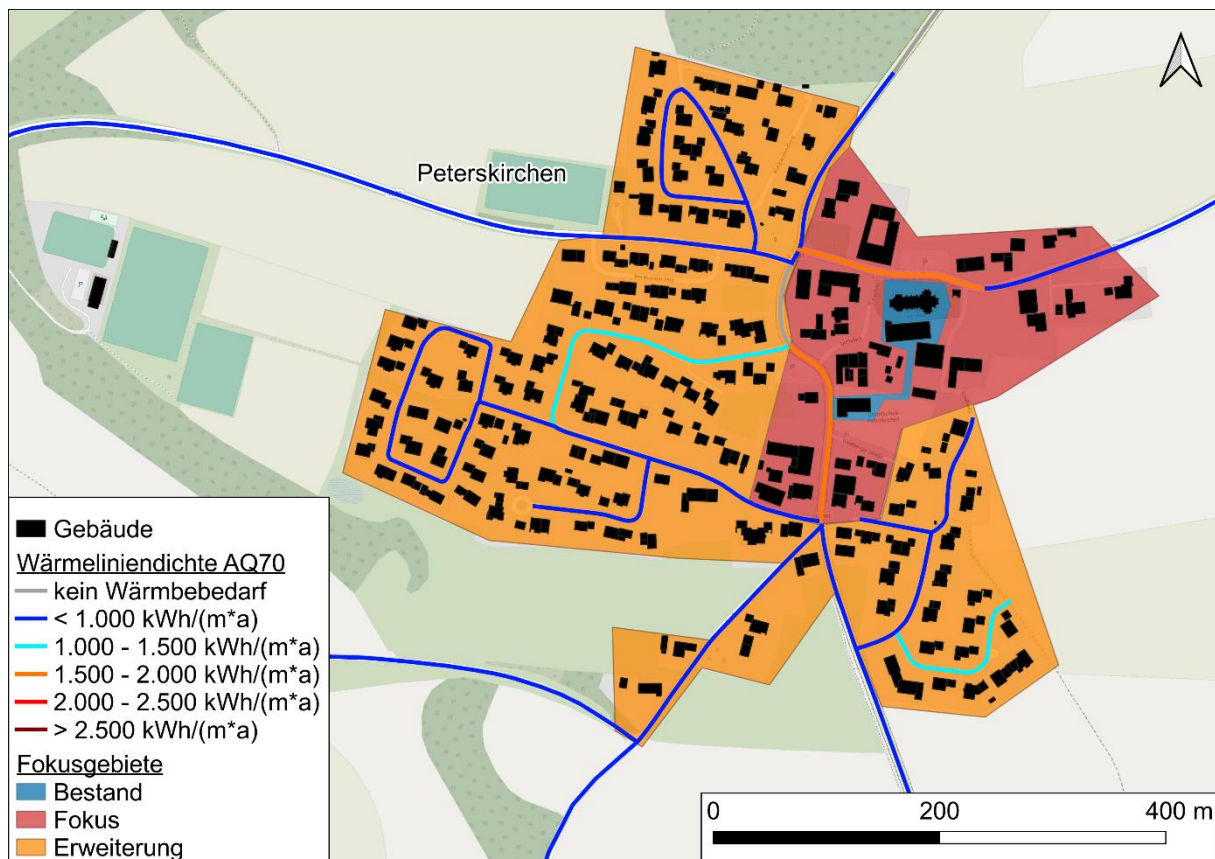 Peterskirchen
P
P
Gebäude
Wärmeliniendichte AQ70
kein Wärmbebedarf
< 1.000 kWh/(m*a)
1.000 - 1.500 kWh/(m*a)
1.500 - 2.000 kWh/(m*a)
2.000 - 2.500 kWh/(m*a)
> 2.500 kWh/(m*a)
Fokusgebiete
Bestand
Fokus
Erweiterung
0 200 400 m